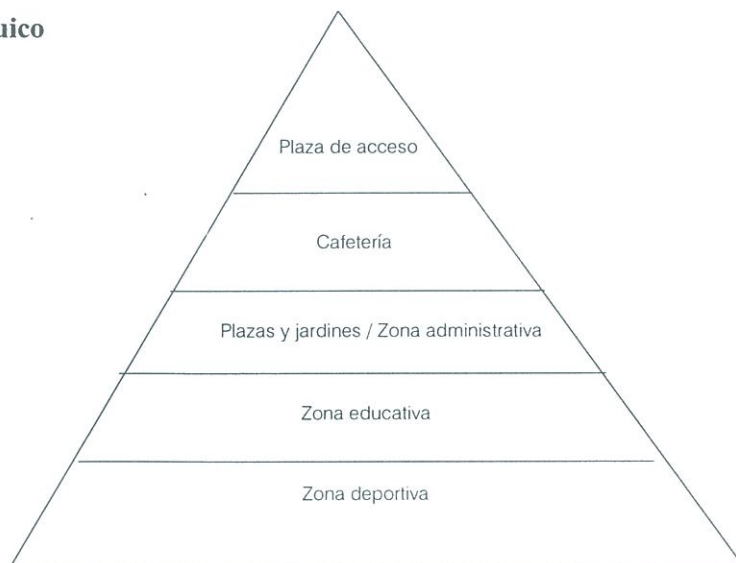 uico
Plaza de acceso
Cafetería
Plazas y jardines / Zona administrativa
Zona educativa
Zona deportiva